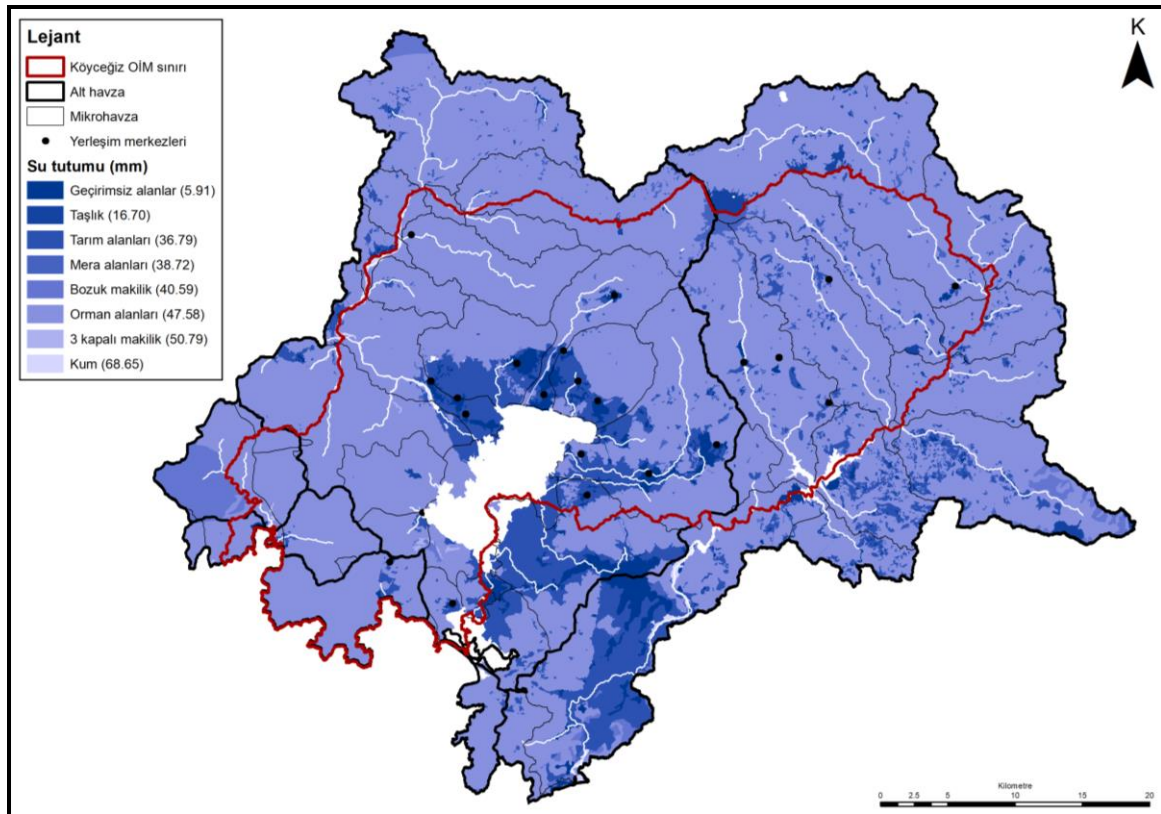 Lejant
Köyceğiz OİM sınırı
Alt havza
Mikrohavza
Yerleşim merkezleri
Su tutumu (mm)
Geçirimsiz alanlar (5.91)
Taşlık (16.70)
Tarım alanları (36.79)
Mera alanları (38.72)
Bozuk makilik (40.59)
Orman alanları (47.58)
3 kapalı makilik (50.79)
Kum (68.65)
K
Kilometre
0 2.5 5 10 15 20